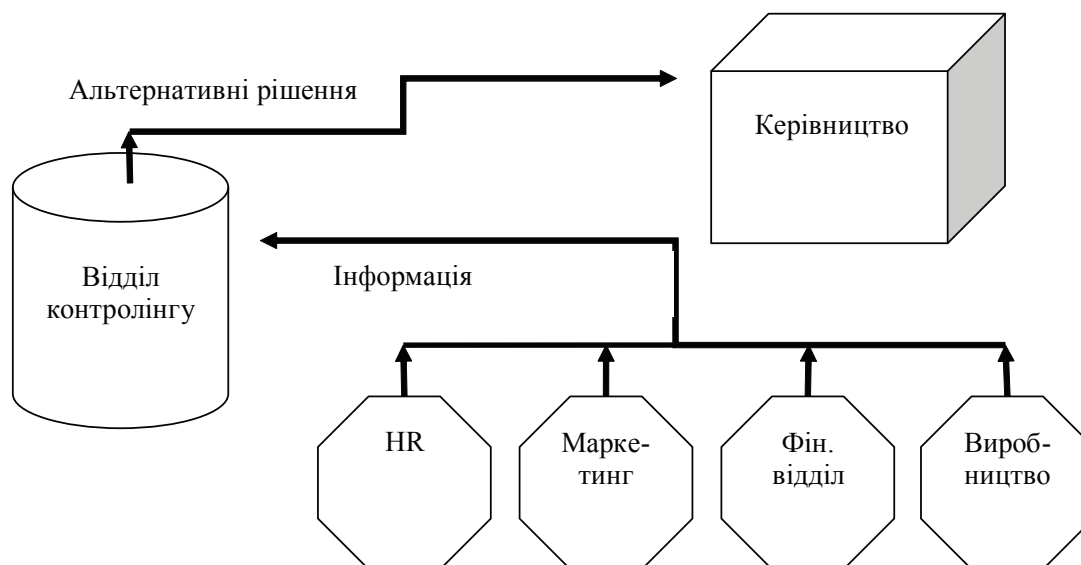 Альтернативні рішення
Керівництво
Відділ
контролінгу
Інформація
HR
Марке-
тинг
Фін.
відділ
Вироб-
ництво